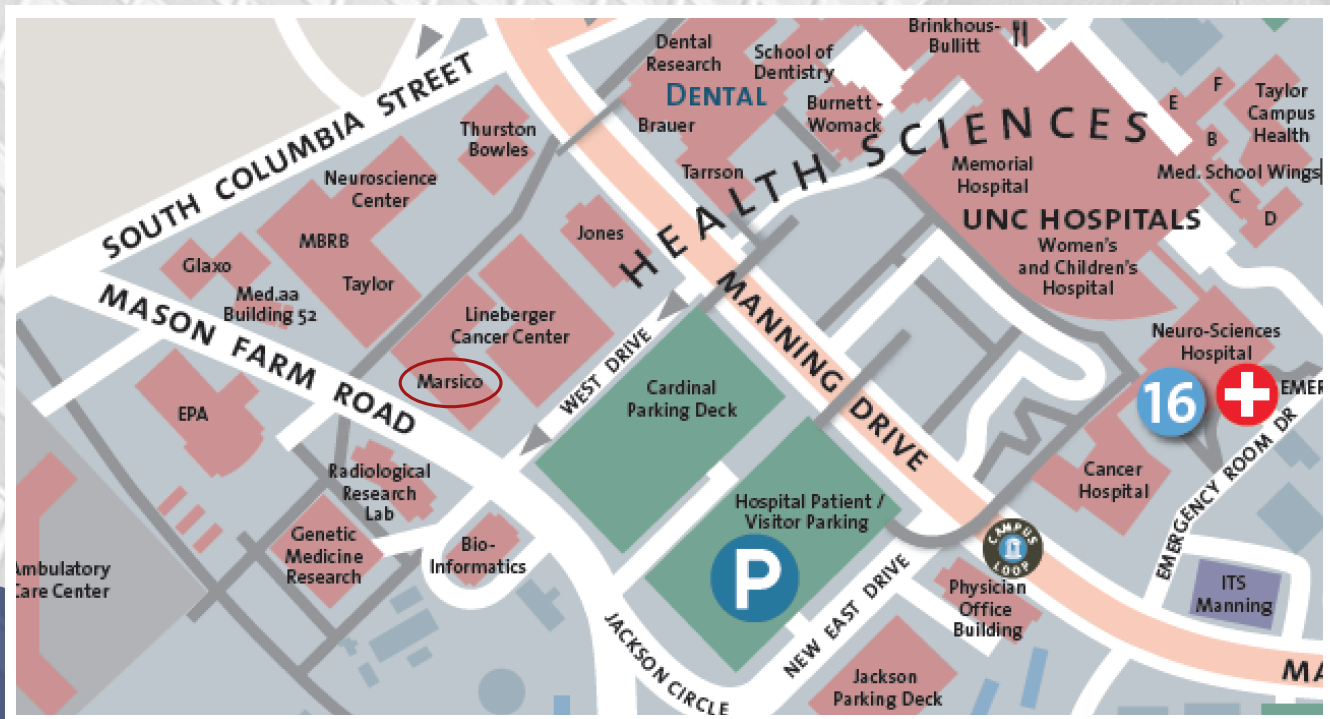 SOUTH COLUMBIA STREET
Thurston
Bowles
Neuroscience
Center
MBRB
Taylor
Glaxo
Med.aa
Building 52
MASON FARM ROAD
EPA
Ambulatory
Care Center
Dental
Research
School of
Dentistry
DENTAL
Brauer
Burnett -
Womack
Tarrson
Brinkhous-
Bullitt
HEALTH SCIENCES
Jones
Lineberger
Cancer Center
Marsico
WEST DRIVE
MANNING DRIVE
Memorial
Hospital
UNC HOSPITALS
Women's
and Children's
Hospital
E
F
B
Taylor
Campus
Health
Med. School Wings
C
D
Neuro-Sciences
Hospital
16
EMER
EMERGENCY ROOM DR
Cancer
Hospital
Cardinal
Parking Deck
Hospital Patient /
Visitor Parking
P
Radiological
Research
Lab
Genetic
Medicine
Research
Bio-
Informatics
JACKSON CIRCLE
NEW EAST DRIVE
CAMPUS
LOOP
Physician
Office
Building
ITS
Manning
Jackson
Parking Deck
MA